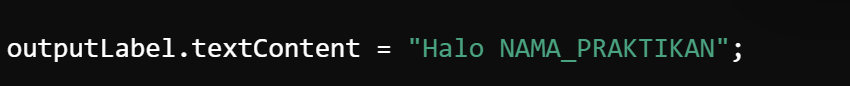 outputLabel.textContent = "Halo NAMA_PRAKTIKAN";